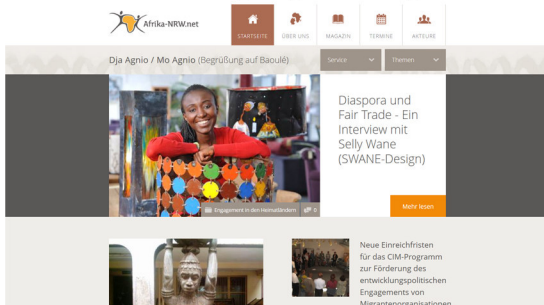 Afrika-NRW.net
STARTSEITE
ÜBER UNS
MAGAZIN
TERMINE
AKTEURE
Dja Agnio / Mo Agnio (Begrüßung auf Baoulé)
Service
Themen
Diaspora und
Fair Trade - Ein
Interview mit
Selly Wane
(SWANE-Design)
Engagement in den Heimatländern
0
Mehr lesen
Neue Einreichfristen
für das CIM-Programm
zur Förderung des
entwicklungspolitischen
Engagements von
Migrantenorganisationen